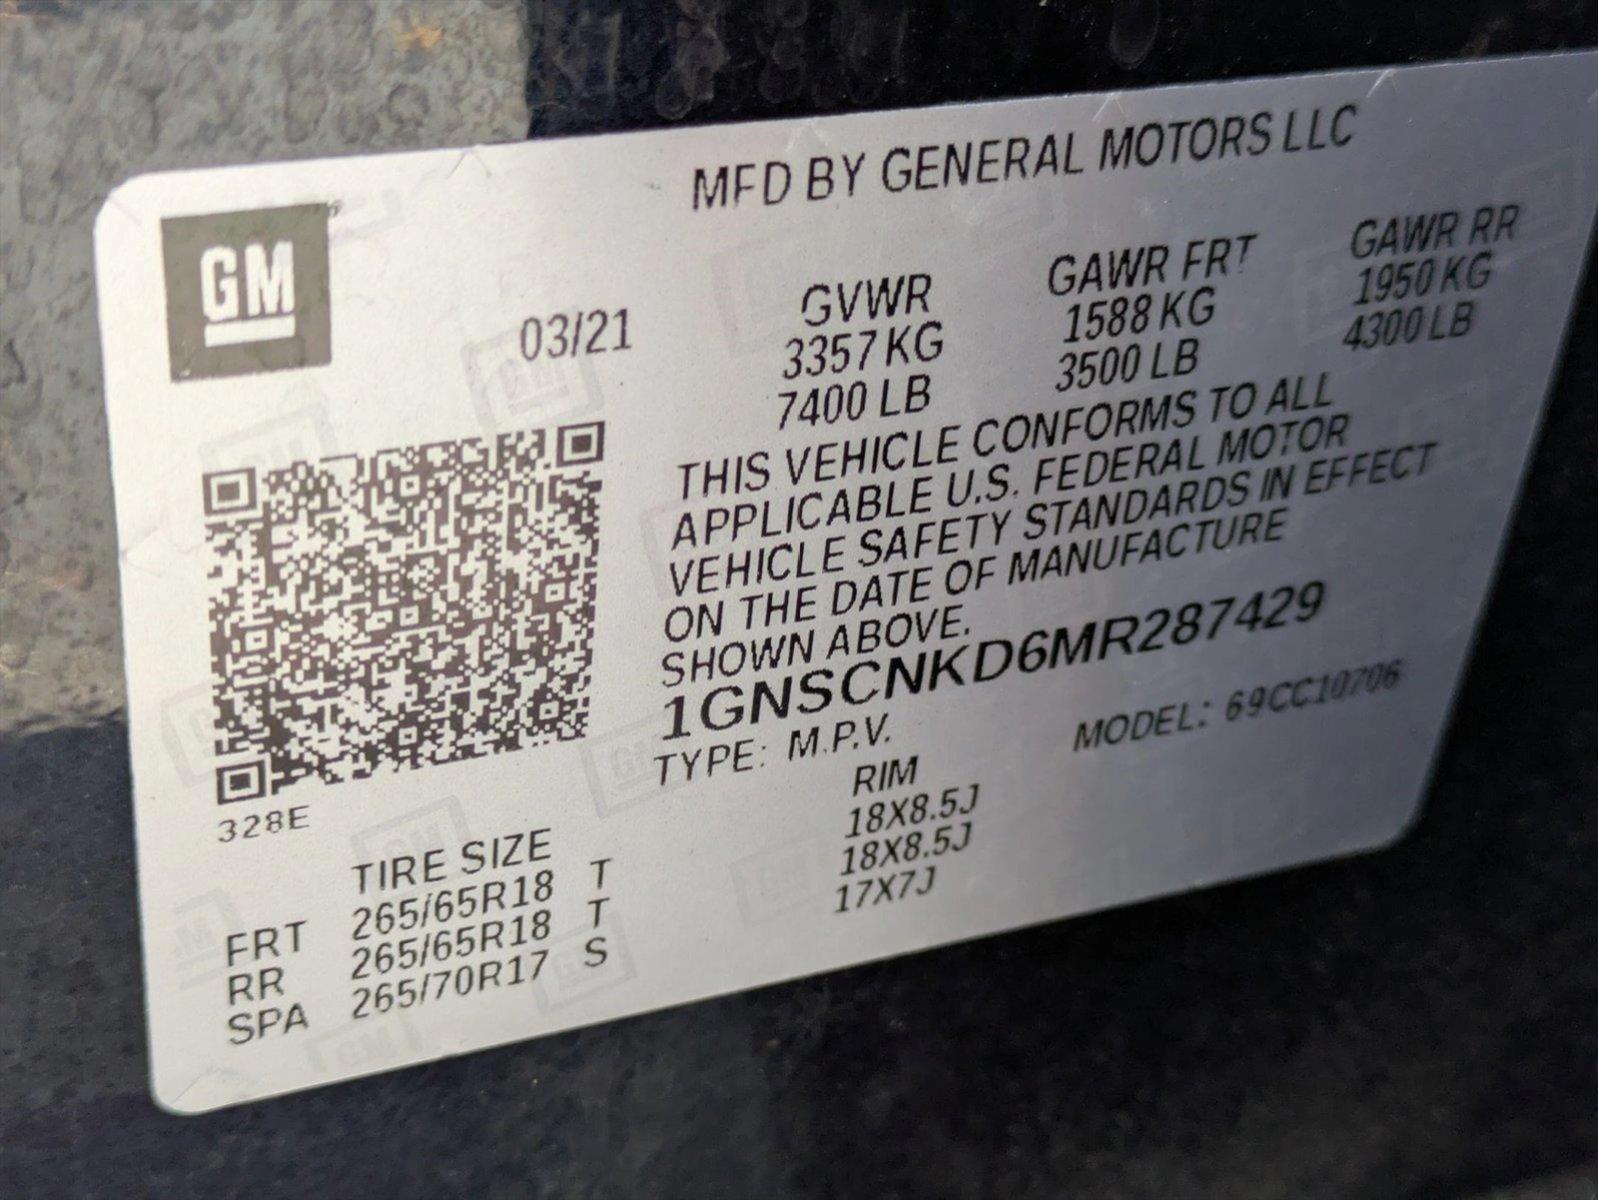 MFD BY GENERAL MOTORS LLC
GM
03/21
GVWR GAWR FRT GAWR RR
3357 KG 1588 KG 1950 KG
7400 LB 3500 LB 4300 LB
THIS VEHICLE CONFORMS TO ALL
APPLICABLE U.S. FEDERAL MOTOR
VEHICLE SAFETY STANDARDS IN EFFECT
ON THE DATE OF MANUFACTURE
SHOWN ABOVE.
1GNSCNKD6MR287429
TYPE: M.P.V. MODEL: 69CC10706
328E
TIRE SIZE RIM
FRT 265/65R18 T 18X8.5J
RR 265/65R18 T 18X8.5J
SPA 265/70R17 S 17X7J